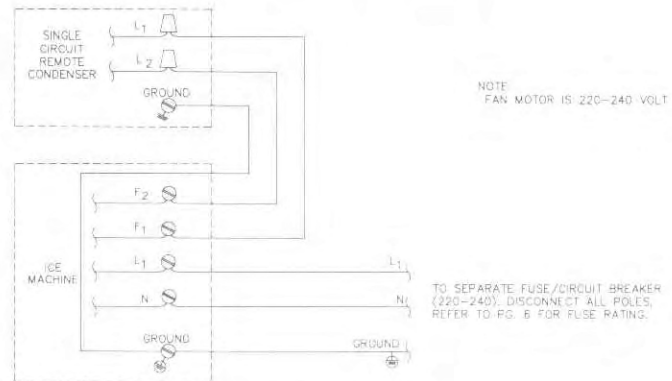 SINGLE
CIRCUIT
REMOTE
CONDENSER
L1
L2
GROUND
NOTE
FAN MOTOR IS 220-240 VOLT
ICE
MACHINE
F2
F1
L1
L1
N
N
GROUND
GROUND
TO SEPARATE FUSE/CIRCUIT BREAKER
(220-240). DISCONNECT ALL POLES,
REFER TO PG. 6 FOR FUSE RATING.